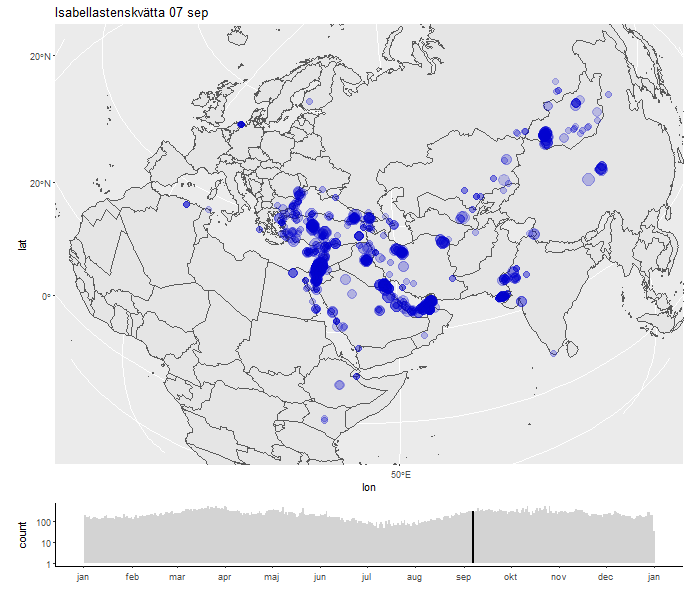 Isabellastenskvätta 07 sep
20°N
20°N
0°
lat
50°E
lon
count
100
10
1
jan feb mar apr maj jun jul aug sep okt nov dec jan